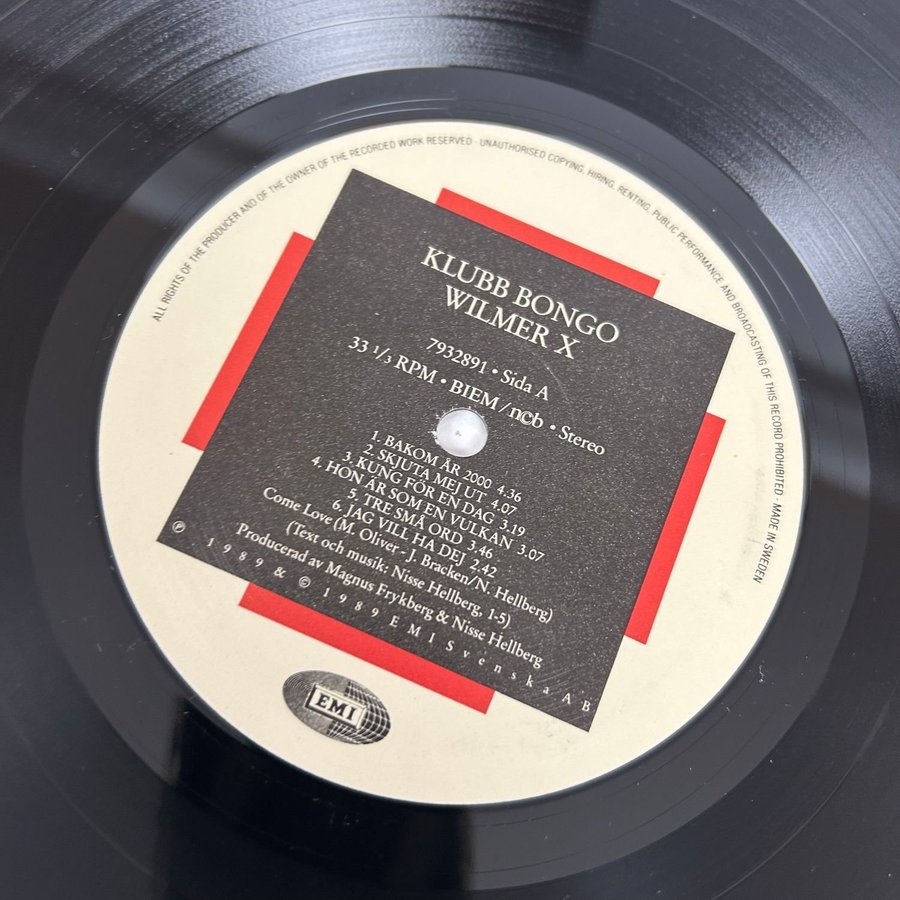 ALL RIGHTS OF THE PRODUCER AND OF THE OWNER OF THE RECORDED WORK RESERVED · UNAUTHORISED COPYING, HIRING, RENTING, PUBLIC PERFORMANCE AND BROADCASTING OF THIS RECORD PROHIBITED · MADE IN SWEDEN
KLUBB BONGO
WILMER X
7932891 • Sida A
33 1/3 RPM • BIEM/n©b • Stereo
1. BAKOM ÅR 2000 4.36
2. SKJUTA MEJ UT 4.07
3. KUNG FÖR EN DAG 3.19
4. HON ÄR SOM EN VULKAN 3.07
5. TRE SMÅ ORD 3.46
6. JAG VILL HA DEJ 2.42
Come Love (M. Oliver - J. Bracken/N. Hellberg)
(Text och musik: Nisse Hellberg, 1-5)
Producerad av Magnus Frykberg & Nisse Hellberg
℗ 1989 & © 1989 EMI Svenska AB
EMI